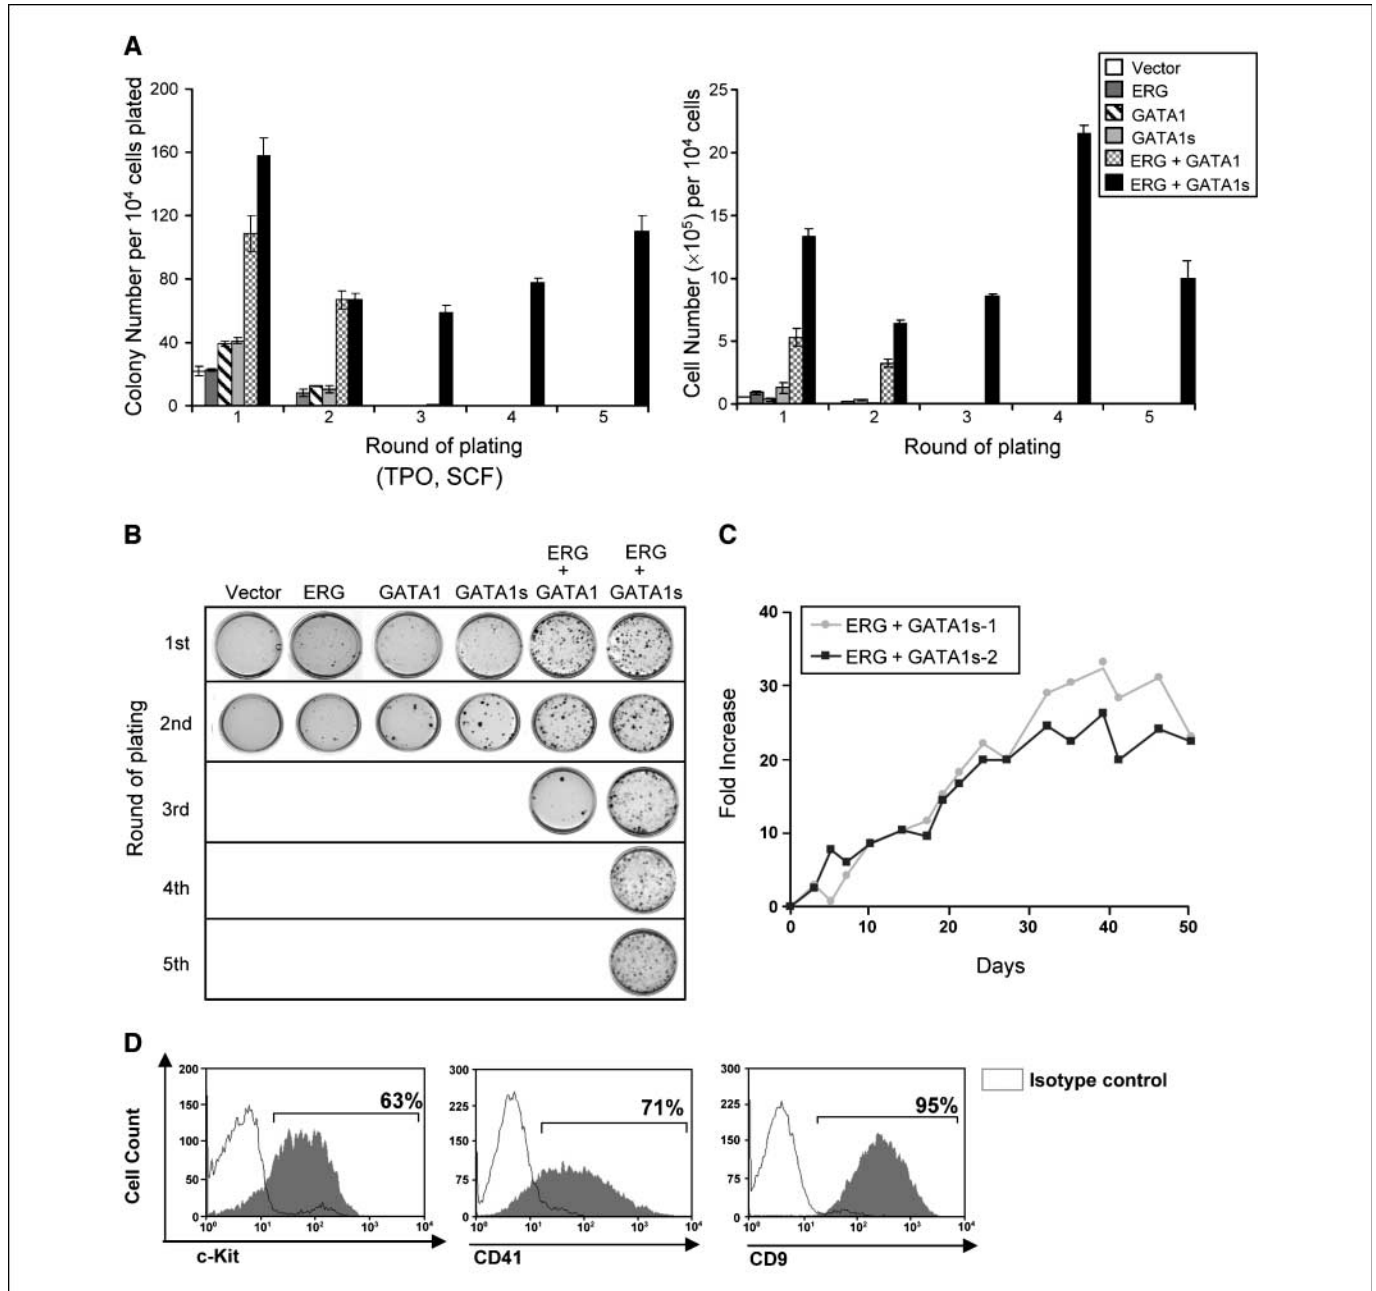 A
Colony Number per 10⁴ cells plated
200
160
120
80
40
0
1 2 3 4 5
Round of plating
(TPO, SCF)
Cell Number (×10⁵) per 10⁴ cells
25
20
15
10
5
0
1 2 3 4 5
Round of plating
Vector
ERG
GATA1
GATA1s
ERG + GATA1
ERG + GATA1s
B
Vector ERG GATA1 GATA1s ERG + GATA1 ERG + GATA1s
Round of plating
1st
2nd
3rd
4th
5th
C
Fold Increase
40
30
20
10
0
0 10 20 30 40 50
Days
ERG + GATA1s-1
ERG + GATA1s-2
D
Cell Count
200
150
100
50
0
63%
10⁰ 10¹ 10² 10³ 10⁴
c-Kit
300
225
150
75
0
71%
10⁰ 10¹ 10² 10³ 10⁴
CD41
300
225
150
75
0
95%
10⁰ 10¹ 10² 10³ 10⁴
CD9
Isotype control